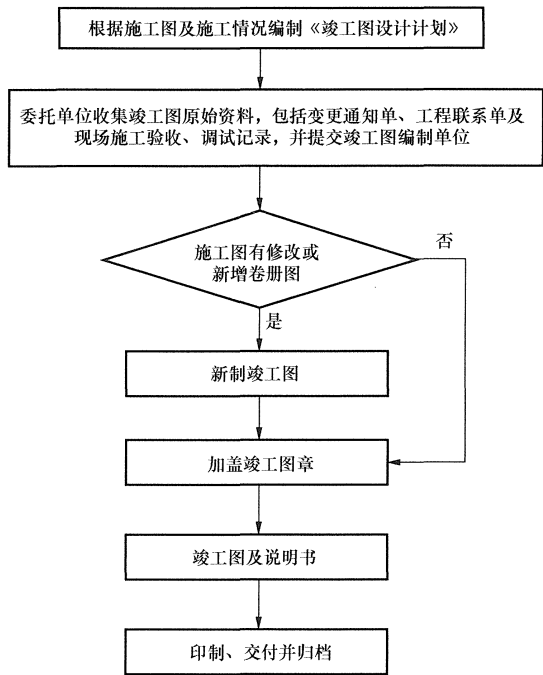 根据施工图及施工情况编制《竣工图设计计划》
委托单位收集竣工图原始资料，包括变更通知单、工程联系单及
现场施工验收、调试记录，并提交竣工图编制单位
施工图有修改或
新增卷册图
否
是
新制竣工图
加盖竣工图章
竣工图及说明书
印制、交付并归档